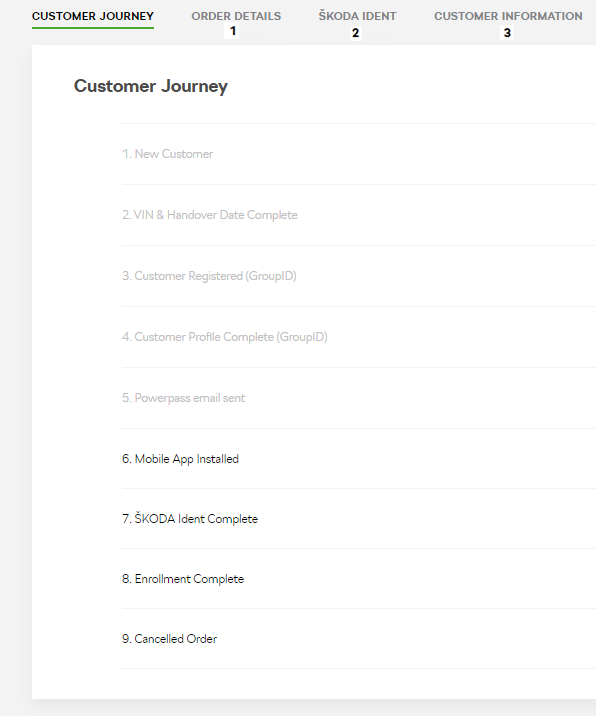 CUSTOMER JOURNEY ORDER DETAILS ŠKODA IDENT CUSTOMER INFORMATION
1 2 3
Customer Journey
1. New Customer
2. VIN & Handover Date Complete
3. Customer Registered (GroupID)
4. Customer Profile Complete (GroupID)
5. Powerpass email sent
6. Mobile App Installed
7. ŠKODA Ident Complete
8. Enrollment Complete
9. Cancelled Order